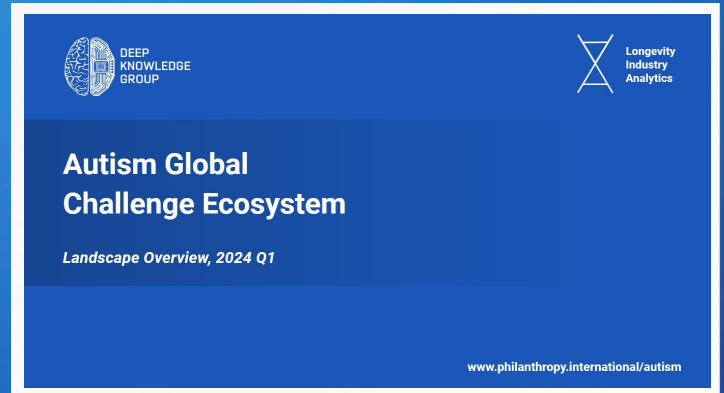 DEEP
KNOWLEDGE
GROUP
Longevity
Industry
Analytics
Autism Global
Challenge Ecosystem
Landscape Overview, 2024 Q1
www.philanthropy.international/autism